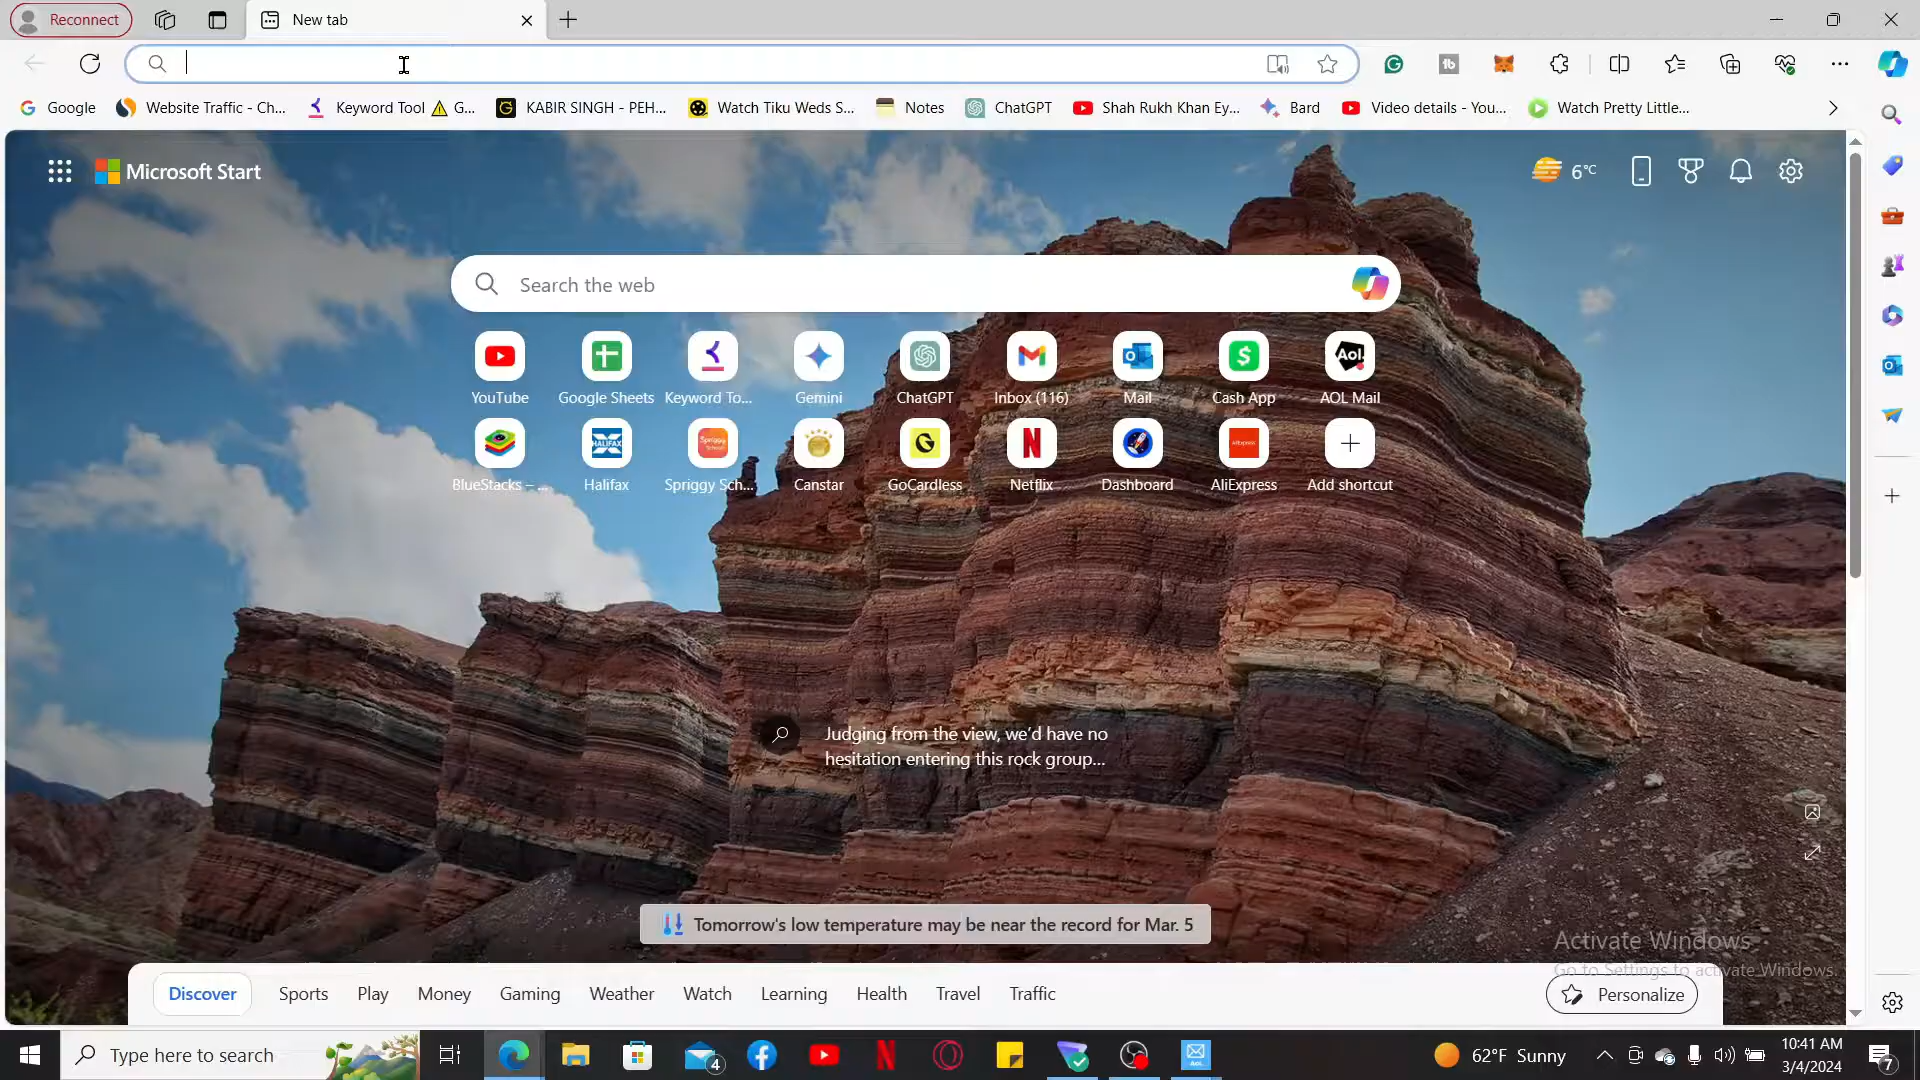 Reconnect
New tab
Google
Website Traffic - Ch...
Keyword Tool ⚠ G...
KABIR SINGH - PEH...
Watch Tiku Weds S...
Notes
ChatGPT
Shah Rukh Khan Ey...
Bard
Video details - You...
Watch Pretty Little...
Microsoft Start
6°C
Search the web
YouTube
Google Sheets
Keyword To...
Gemini
ChatGPT
Inbox (116)
Mail
Cash App
Aol.
AOL Mail
BlueStacks – ...
HALIFAX
Halifax
Spriggy Sch...
Canstar
GoCardless
Netflix
Dashboard
AliExpress
Add shortcut
Judging from the view, we'd have no
hesitation entering this rock group...
Tomorrow's low temperature may be near the record for Mar. 5
Activate Windows
Go to Settings to activate Windows.
Discover
Sports
Play
Money
Gaming
Weather
Watch
Learning
Health
Travel
Traffic
Personalize
Type here to search
4
62°F Sunny
10:41 AM
3/4/2024
7